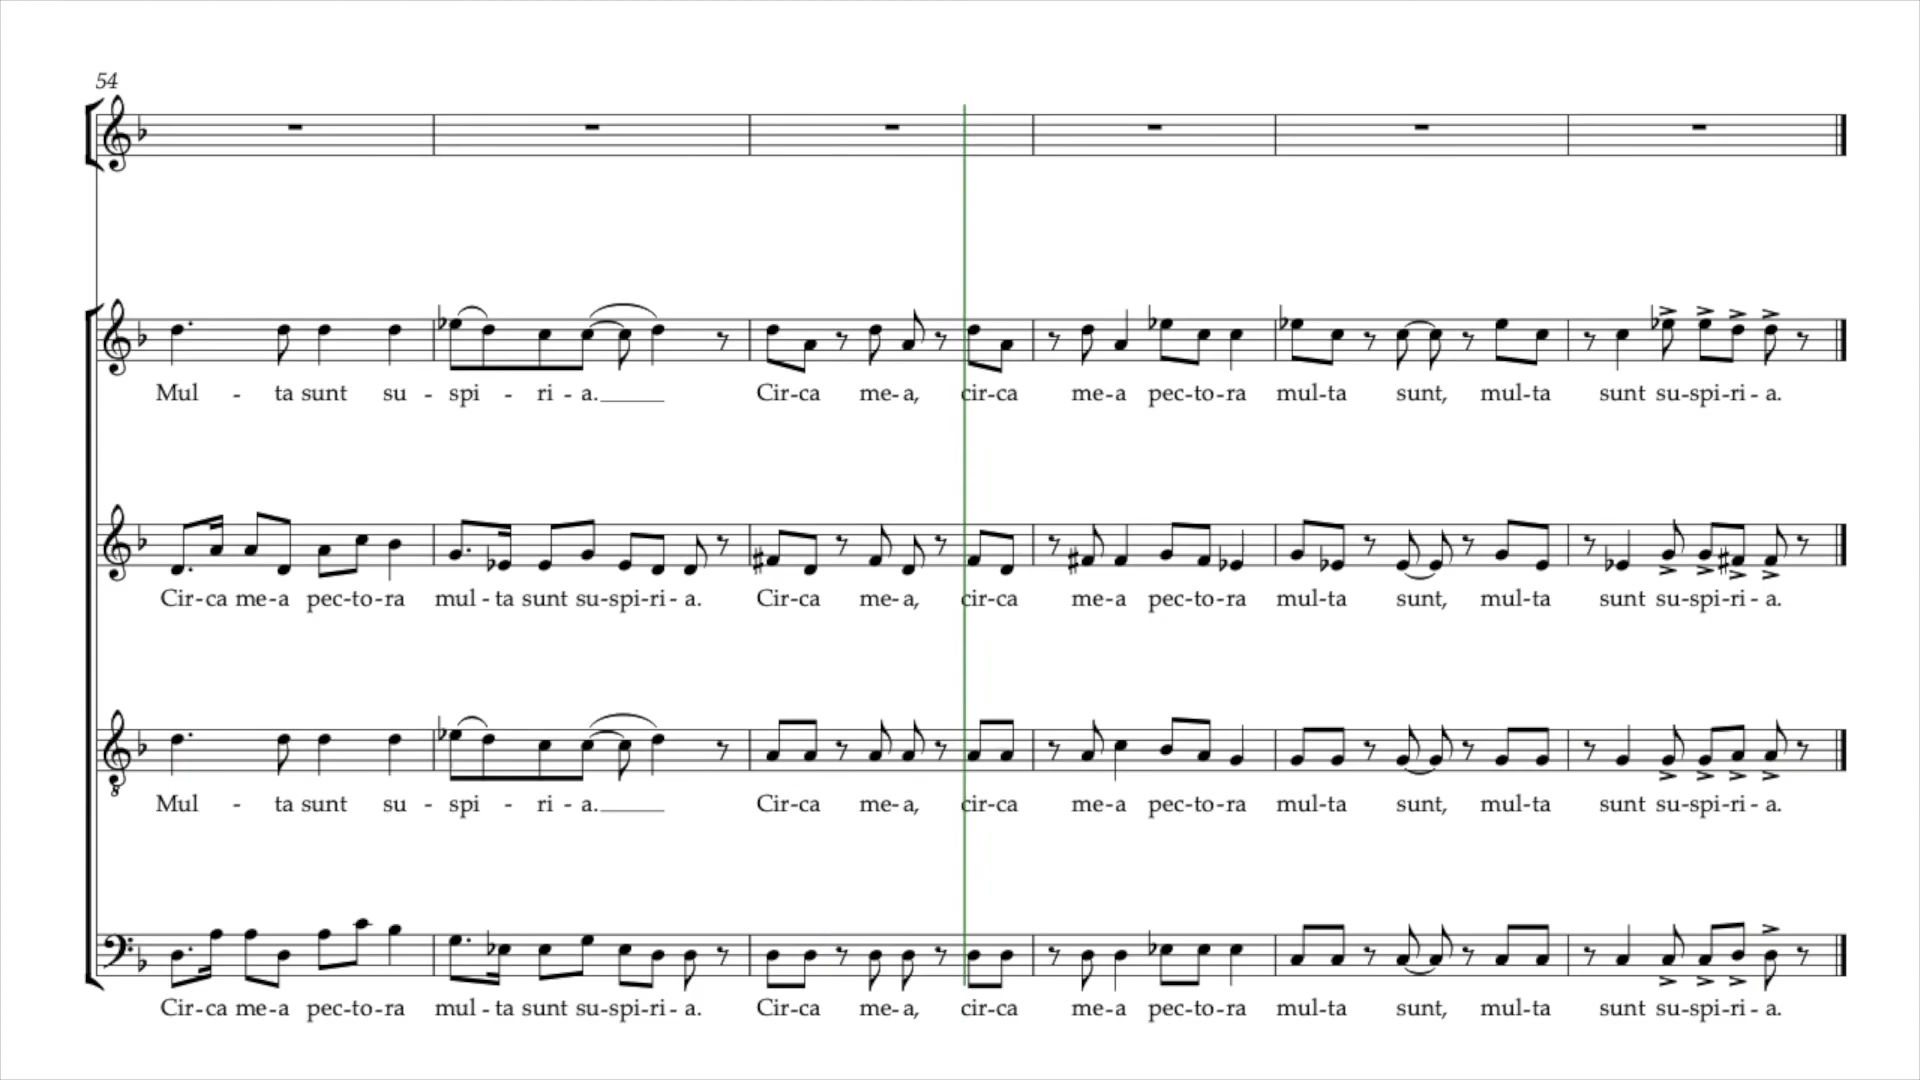 54
Mul - ta sunt su - spi - ri - a.____ Cir-ca me-a, cir-ca me-a pec-to-ra mul-ta sunt, mul-ta sunt su-spi-ri-a.
Cir-ca me-a pec-to-ra mul-ta sunt su-spi-ri-a. Cir-ca me-a, cir-ca me-a pec-to-ra mul-ta sunt, mul-ta sunt su-spi-ri-a.
8
Mul - ta sunt su - spi - ri - a.____ Cir-ca me-a, cir-ca me-a pec-to-ra mul-ta sunt, mul-ta sunt su-spi-ri-a.
Cir-ca me-a pec-to-ra mul-ta sunt su-spi-ri-a. Cir-ca me-a, cir-ca me-a pec-to-ra mul-ta sunt, mul-ta sunt su-spi-ri-a.